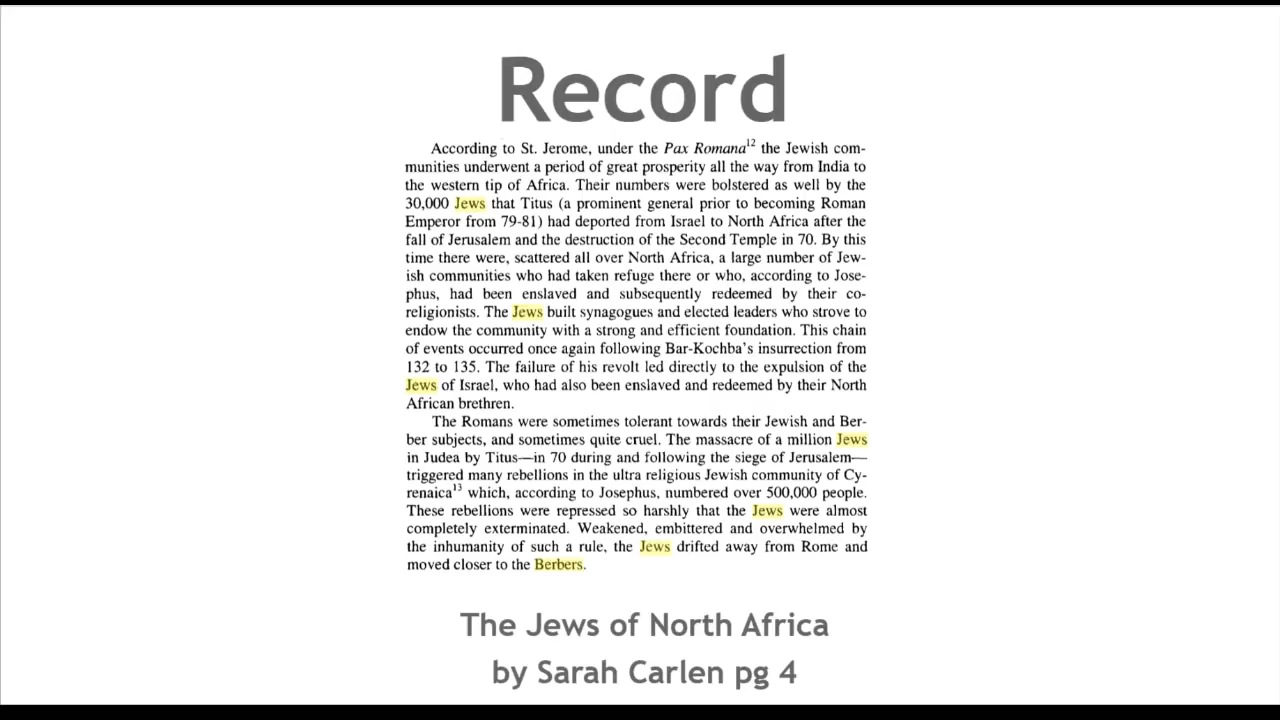 Record
According to St. Jerome, under the Pax Romana12 the Jewish com-
munities underwent a period of great prosperity all the way from India to
the western tip of Africa. Their numbers were bolstered as well by the
30,000 Jews that Titus (a prominent general prior to becoming Roman
Emperor from 79-81) had deported from Israel to North Africa after the
fall of Jerusalem and the destruction of the Second Temple in 70. By this
time there were, scattered all over North Africa, a large number of Jew-
ish communities who had taken refuge there or who, according to Jose-
phus, had been enslaved and subsequently redeemed by their co-
religionists. The Jews built synagogues and elected leaders who strove to
endow the community with a strong and efficient foundation. This chain
of events occurred once again following Bar-Kochba's insurrection from
132 to 135. The failure of his revolt led directly to the expulsion of the
Jews of Israel, who had also been enslaved and redeemed by their North
African brethren.
The Romans were sometimes tolerant towards their Jewish and Ber-
ber subjects, and sometimes quite cruel. The massacre of a million Jews
in Judea by Titus—in 70 during and following the siege of Jerusalem—
triggered many rebellions in the ultra religious Jewish community of Cy-
renaica13 which, according to Josephus, numbered over 500,000 people.
These rebellions were repressed so harshly that the Jews were almost
completely exterminated. Weakened, embittered and overwhelmed by
the inhumanity of such a rule, the Jews drifted away from Rome and
moved closer to the Berbers.
The Jews of North Africa
by Sarah Carlen pg 4